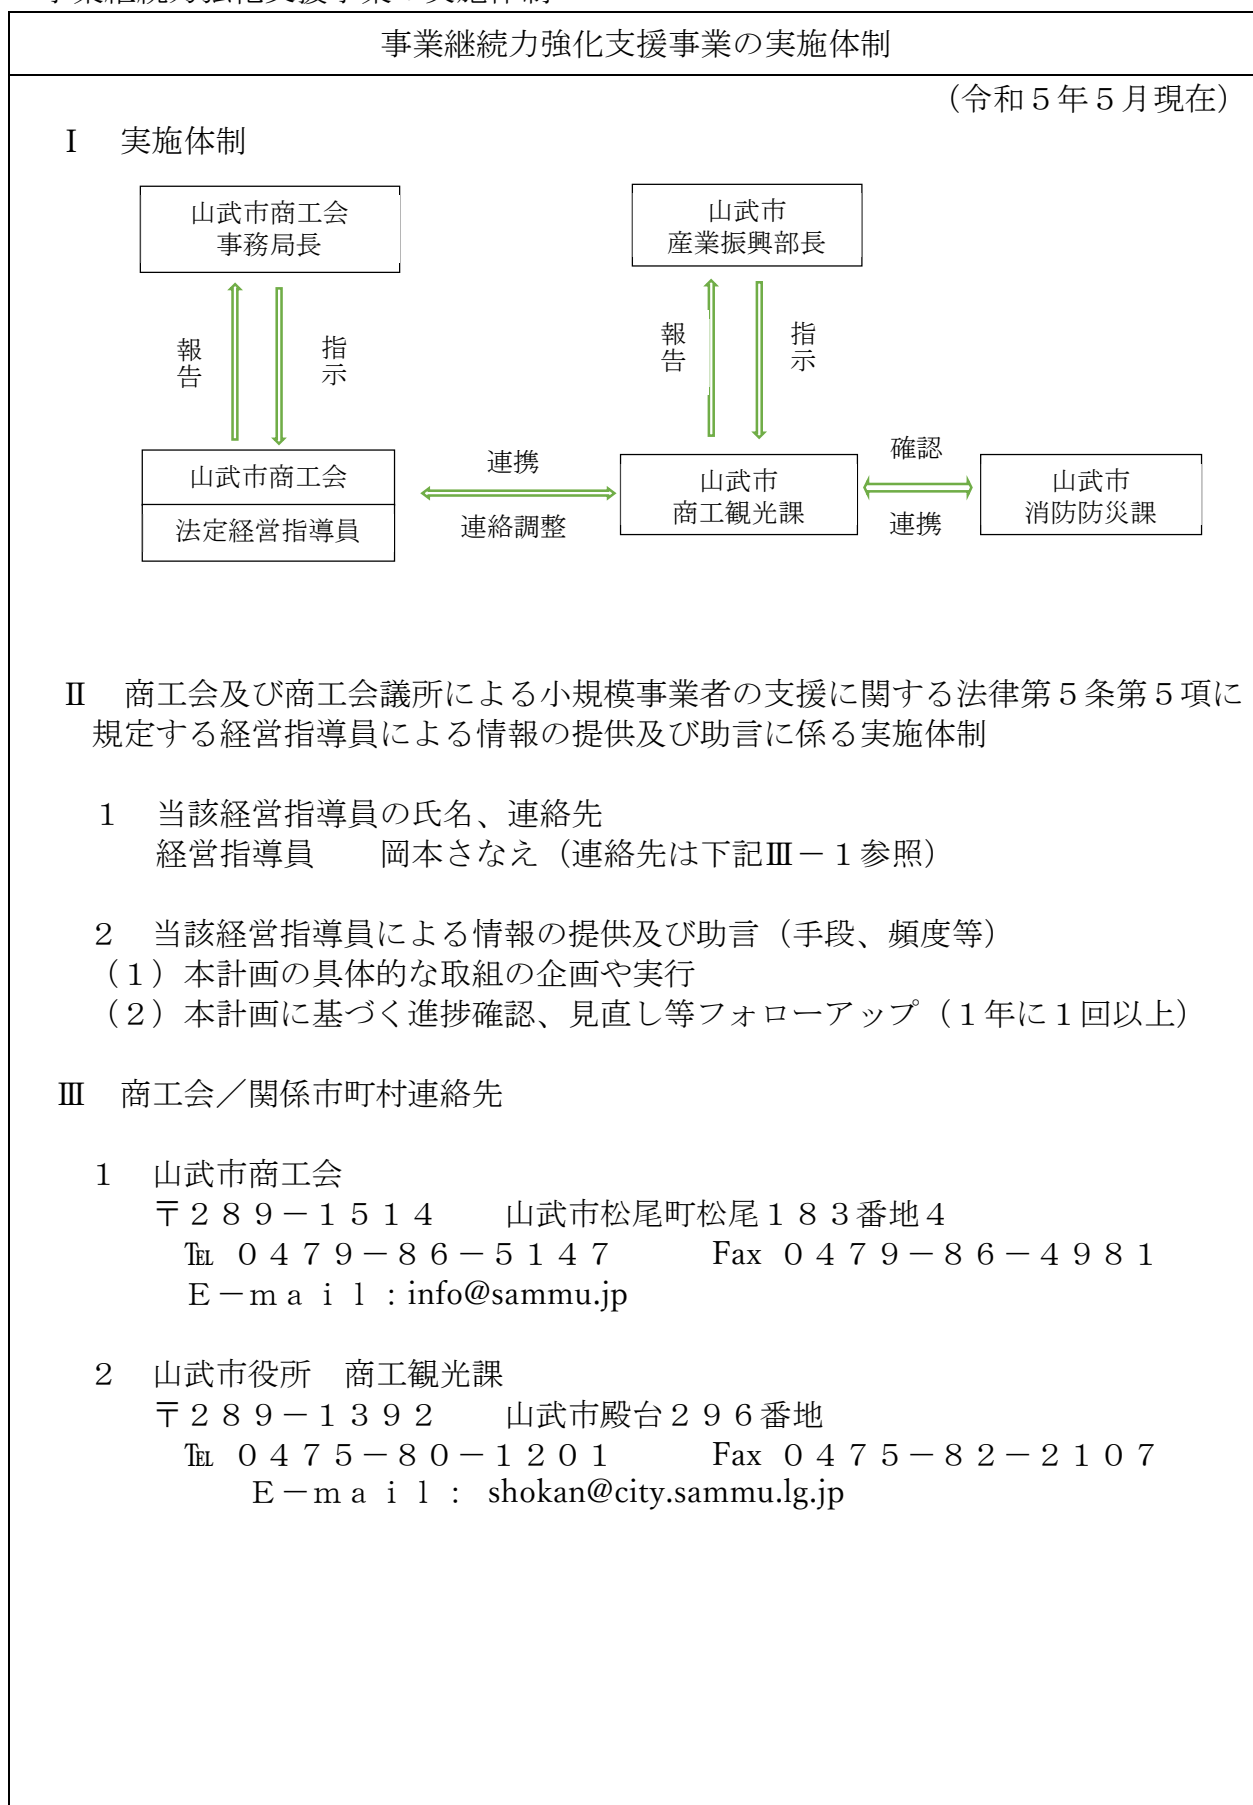 事業継続力強化支援事業の実施体制
（令和５年５月現在）
Ⅰ　実施体制
山武市商工会
事務局長
山武市
産業振興部長
報告
指示
報告
指示
山武市商工会
法定経営指導員
連携
連絡調整
山武市
商工観光課
確認
連携
山武市
消防防災課
Ⅱ　商工会及び商工会議所による小規模事業者の支援に関する法律第５条第５項に
規定する経営指導員による情報の提供及び助言に係る実施体制
１　当該経営指導員の氏名、連絡先
経営指導員　　岡本さなえ（連絡先は下記Ⅲ－１参照）
２　当該経営指導員による情報の提供及び助言（手段、頻度等）
（１）本計画の具体的な取組の企画や実行
（２）本計画に基づく進捗確認、見直し等フォローアップ（１年に１回以上）
Ⅲ　商工会／関係市町村連絡先
１　山武市商工会
〒２８９－１５１４　　山武市松尾町松尾１８３番地４
℡ ０４７９－８６－５１４７　　　Fax ０４７９－８６－４９８１
Ｅ－ｍａｉｌ：info@sammu.jp
２　山武市役所　商工観光課
〒２８９－１３９２　　山武市殿台２９６番地
℡ ０４７５－８０－１２０１　　　Fax ０４７５－８２－２１０７
Ｅ－ｍａｉｌ： shokan@city.sammu.lg.jp